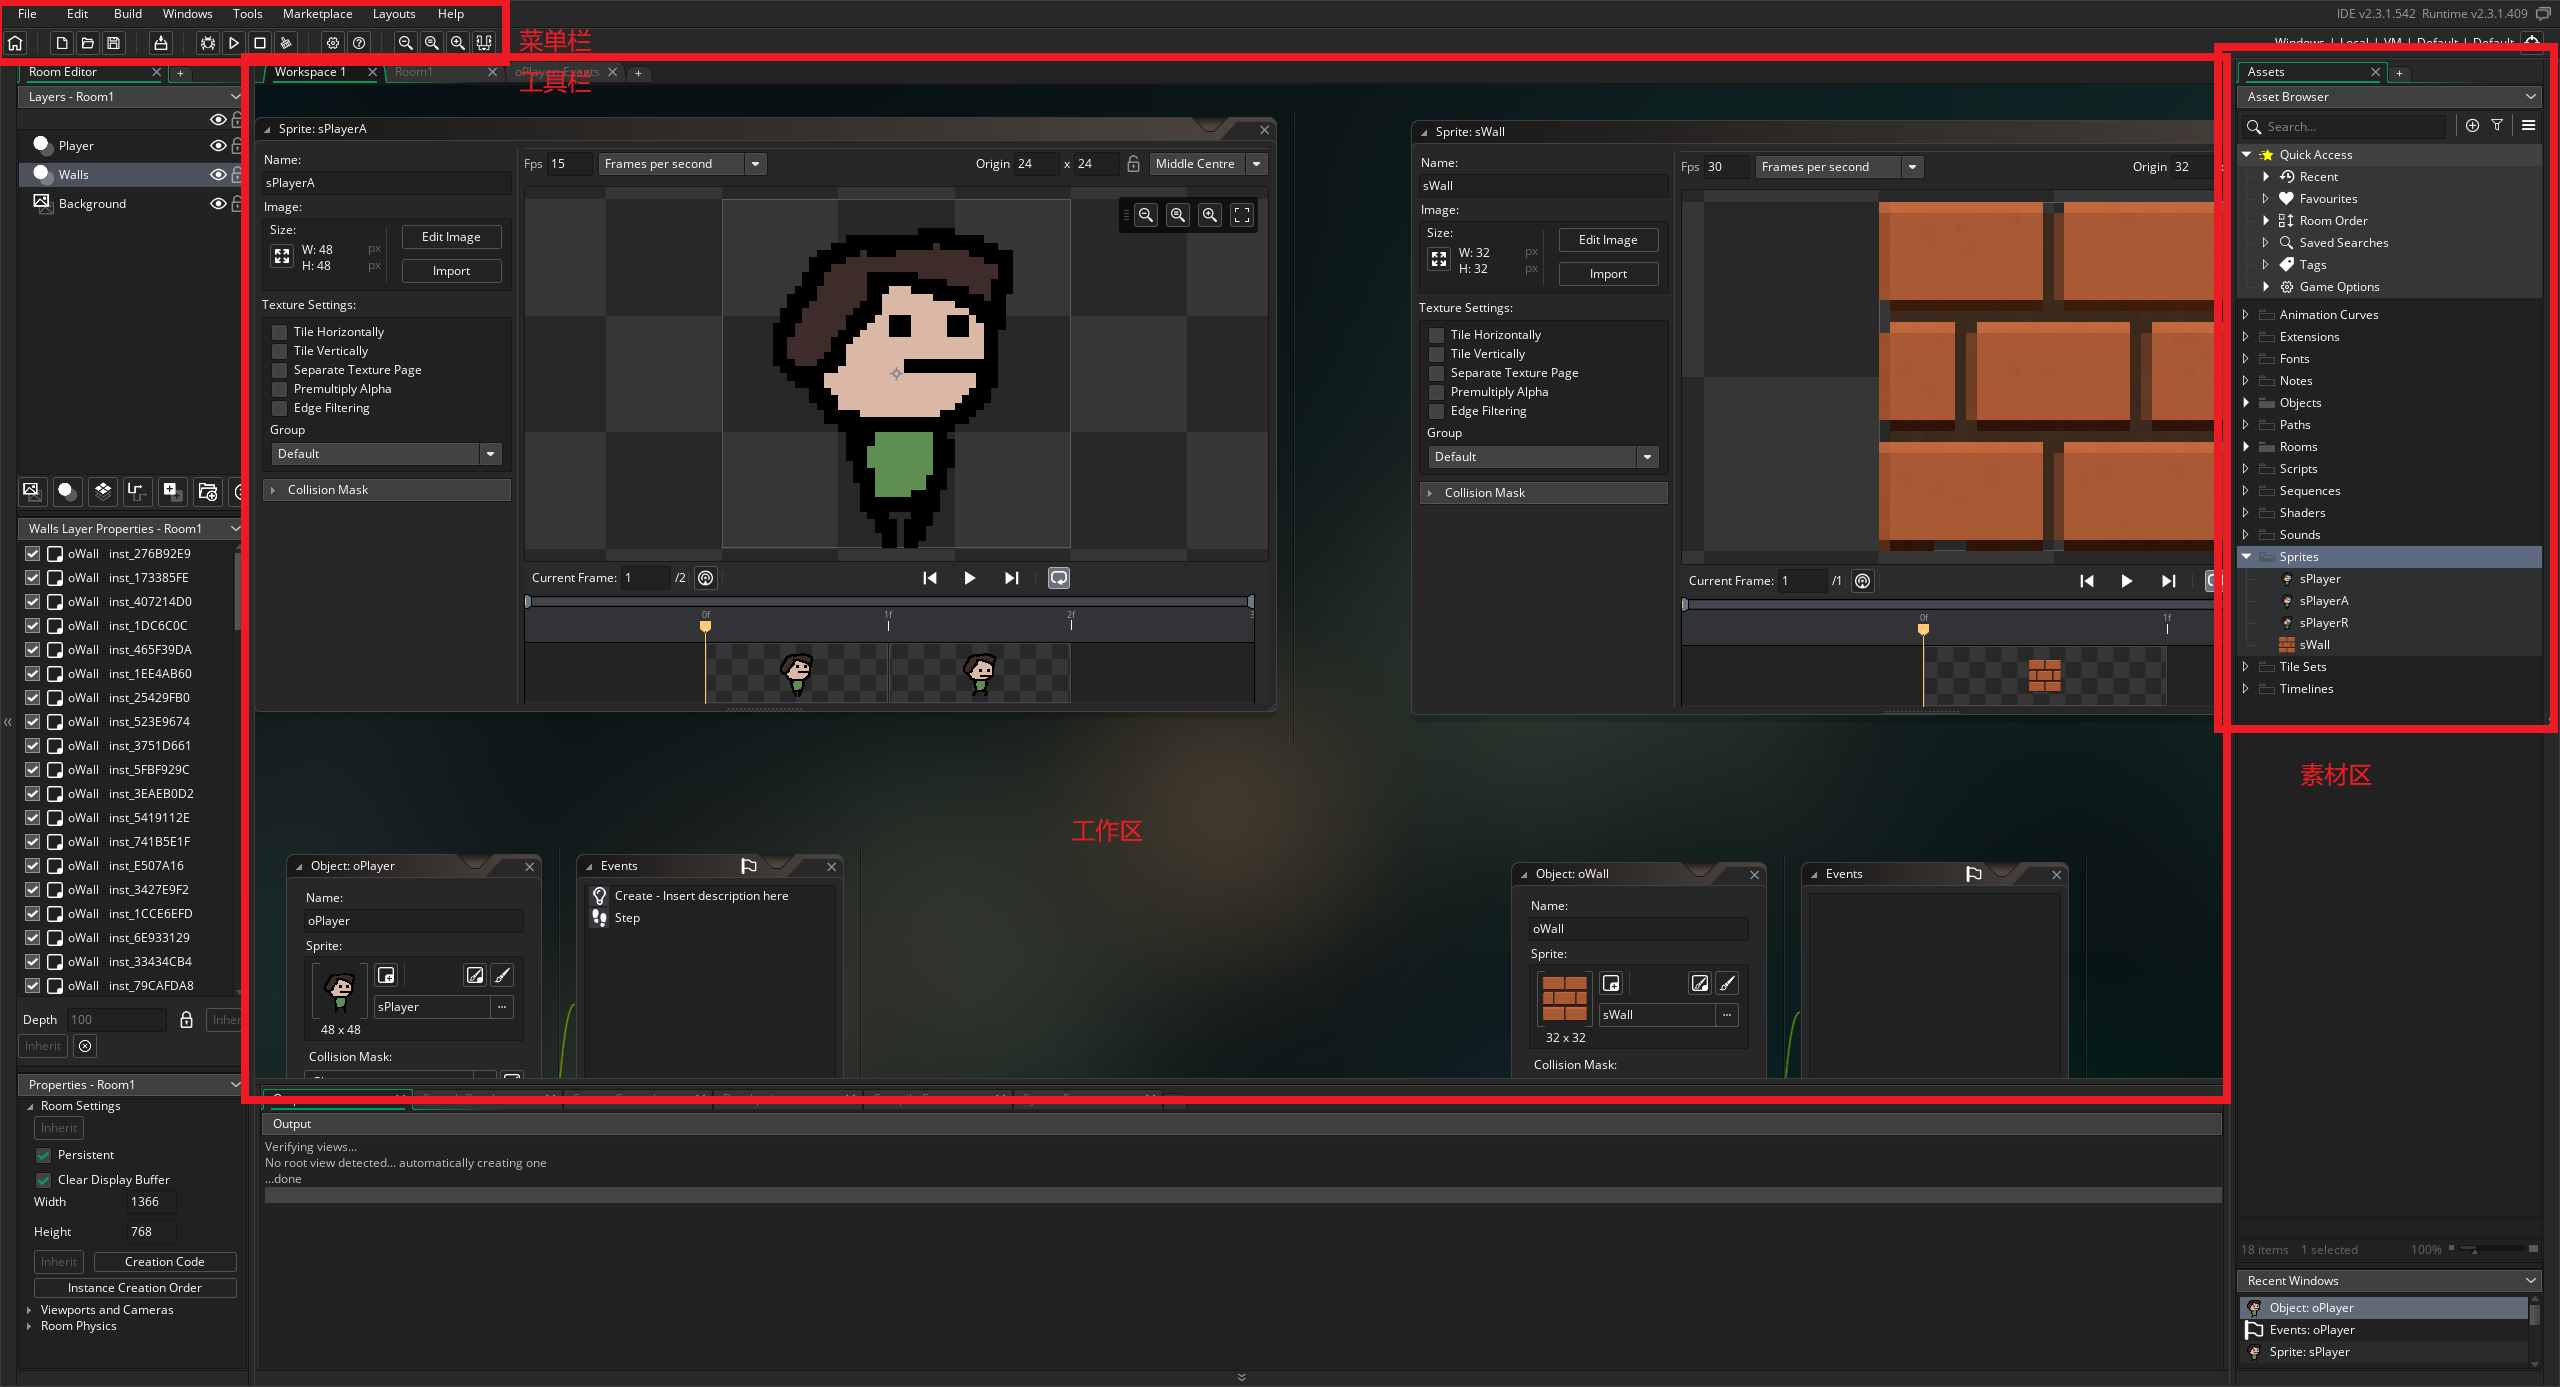 File Edit Build Windows Tools Marketplace Layouts Help
IDE v2.3.1.542 Runtime v2.3.1.409
菜单栏
工具栏
Windows | Local | VM | Default | Default
Room Editor
Layers - Room1
Player
Walls
Background
Walls Layer Properties - Room1
oWall inst_276B92E9
oWall inst_173385FE
oWall inst_407214D0
oWall inst_1DC6C0C
oWall inst_465F39DA
oWall inst_1EE4AB60
oWall inst_25429FB0
oWall inst_523E9674
oWall inst_3751D661
oWall inst_5FBF929C
oWall inst_3EAEB0D2
oWall inst_5419112E
oWall inst_741B5E1F
oWall inst_E507A16
oWall inst_3427E9F2
oWall inst_1CCE6EFD
oWall inst_6E933129
oWall inst_33434CB4
oWall inst_79CAFDA8
Depth 100
Inherit
Properties - Room1
Room Settings
Inherit
Persistent
Clear Display Buffer
Width 1366
Height 768
Inherit Creation Code
Instance Creation Order
Viewports and Cameras
Room Physics
Workspace 1 Room1 oPlayer: Events
Sprite: sPlayerA
Name:
sPlayerA
Image:
Size:
W: 48 px
H: 48 px
Edit Image
Import
Texture Settings:
Tile Horizontally
Tile Vertically
Separate Texture Page
Premultiply Alpha
Edge Filtering
Group
Default
Collision Mask
Fps 15 Frames per second Origin 24 x 24 Middle Centre
Current Frame: 1 /2
0f 1f 2f
Sprite: sWall
Name:
sWall
Image:
Size:
W: 32 px
H: 32 px
Edit Image
Import
Texture Settings:
Tile Horizontally
Tile Vertically
Separate Texture Page
Premultiply Alpha
Edge Filtering
Group
Default
Collision Mask
Fps 30 Frames per second Origin 32
Current Frame: 1 /1
0f 1f
工作区
Object: oPlayer
Name:
oPlayer
Sprite:
sPlayer
48 x 48
Collision Mask:
Events
Create - Insert description here
Step
Object: oWall
Name:
oWall
Sprite:
sWall
32 x 32
Collision Mask:
Events
Output
Verifying views...
No root view detected... automatically creating one
...done
Assets
Asset Browser
Search...
Quick Access
Recent
Favourites
Room Order
Saved Searches
Tags
Game Options
Animation Curves
Extensions
Fonts
Notes
Objects
Paths
Rooms
Scripts
Sequences
Shaders
Sounds
Sprites
sPlayer
sPlayerA
sPlayerR
sWall
Tile Sets
Timelines
素材区
18 items 1 selected 100%
Recent Windows
Object: oPlayer
Events: oPlayer
Sprite: sPlayer